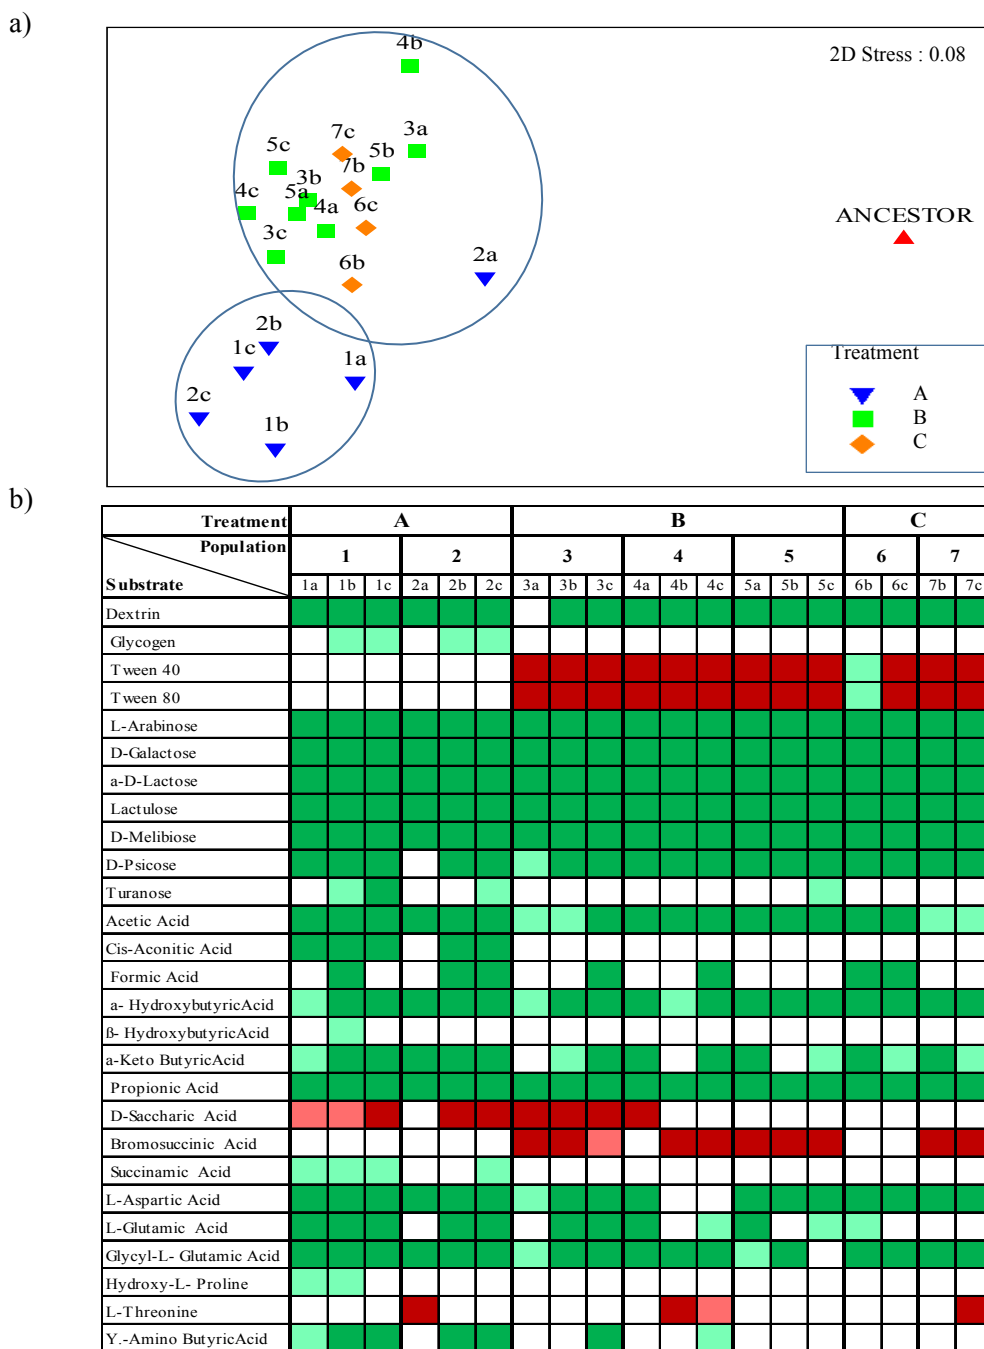 a)
4b
2D Stress : 0.08
7c
3a
5c
5b
7b
3b
4c
5a
4a
6c
3c
ANCESTOR
6b
2a
2b
1c
1a
2c
1b
Treatment
A
B
C
b)
Treatment A B C
Population 1 2 3 4 5 6 7
Substrate 1a 1b 1c 2a 2b 2c 3a 3b 3c 4a 4b 4c 5a 5b 5c 6b 6c 7b 7c
Dextrin
Glycogen
Tween 40
Tween 80
L-Arabinose
D-Galactose
a-D-Lactose
Lactulose
D-Melibiose
D-Psicose
Turanose
Acetic Acid
Cis-Aconitic Acid
Formic Acid
a- HydroxybutyricAcid
ß- HydroxybutyricAcid
a-Keto ButyricAcid
Propionic Acid
D-Saccharic Acid
Bromosuccinic Acid
Succinamic Acid
L-Aspartic Acid
L-Glutamic Acid
Glycyl-L- Glutamic Acid
Hydroxy-L- Proline
L-Threonine
Y.-Amino ButyricAcid